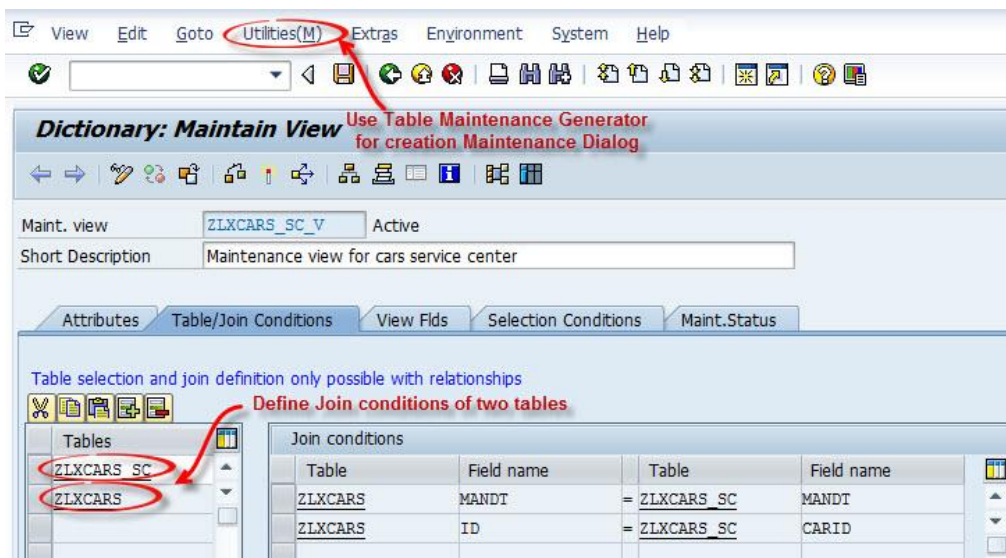 View Edit Goto Utilities(M) Extras Environment System Help
Dictionary: Maintain View
Use Table Maintenance Generator
for creation Maintenance Dialog
Maint. view ZLXCARS_SC_V Active
Short Description Maintenance view for cars service center
Attributes Table/Join Conditions View Flds Selection Conditions Maint.Status
Table selection and join definition only possible with relationships
Define Join conditions of two tables
Tables Join conditions
ZLXCARS_SC Table Field name Table Field name
ZLXCARS ZLXCARS MANDT = ZLXCARS_SC MANDT
ZLXCARS ID = ZLXCARS_SC CARID